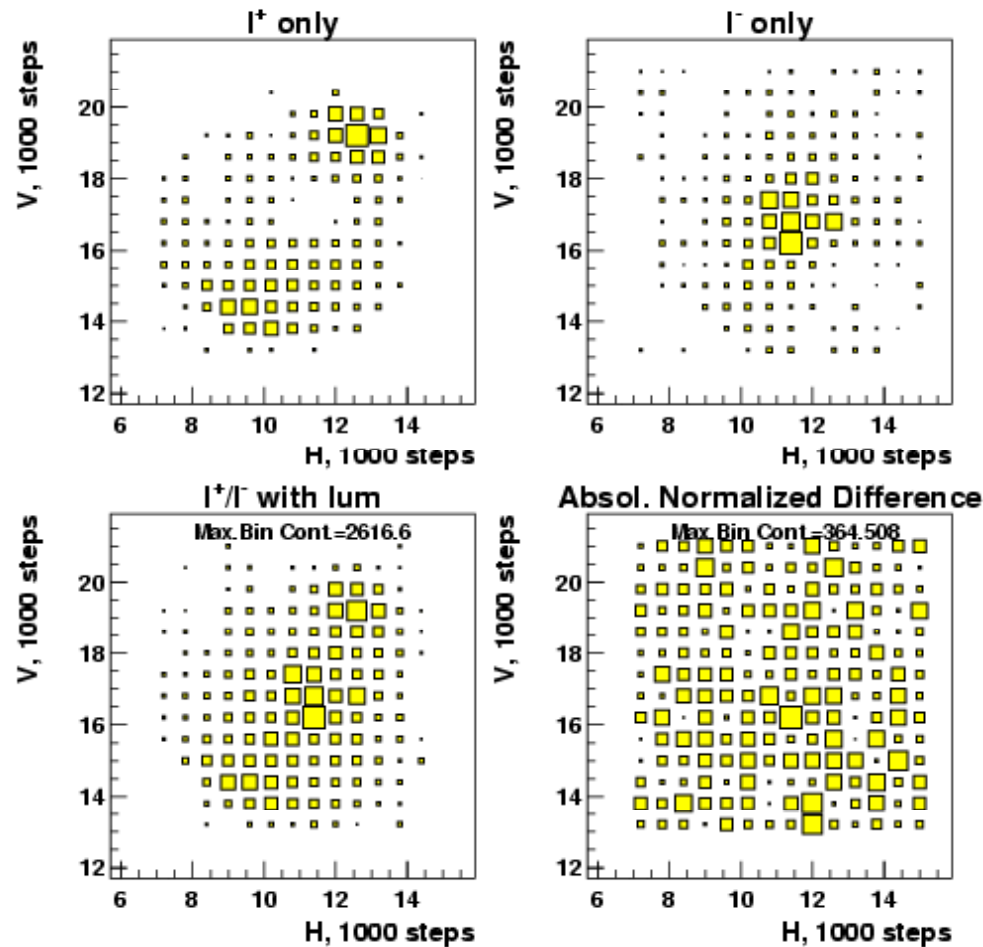 I⁺ only
V, 1000 steps
20
18
16
14
12
6 8 10 12 14
H, 1000 steps
I⁻ only
V, 1000 steps
20
18
16
14
12
6 8 10 12 14
H, 1000 steps
I⁺/I⁻ with lum
Max.Bin Cont.=2616.6
V, 1000 steps
20
18
16
14
12
6 8 10 12 14
H, 1000 steps
Absol. Normalized Difference
Max.Bin Cont.=364.508
V, 1000 steps
20
18
16
14
12
6 8 10 12 14
H, 1000 steps